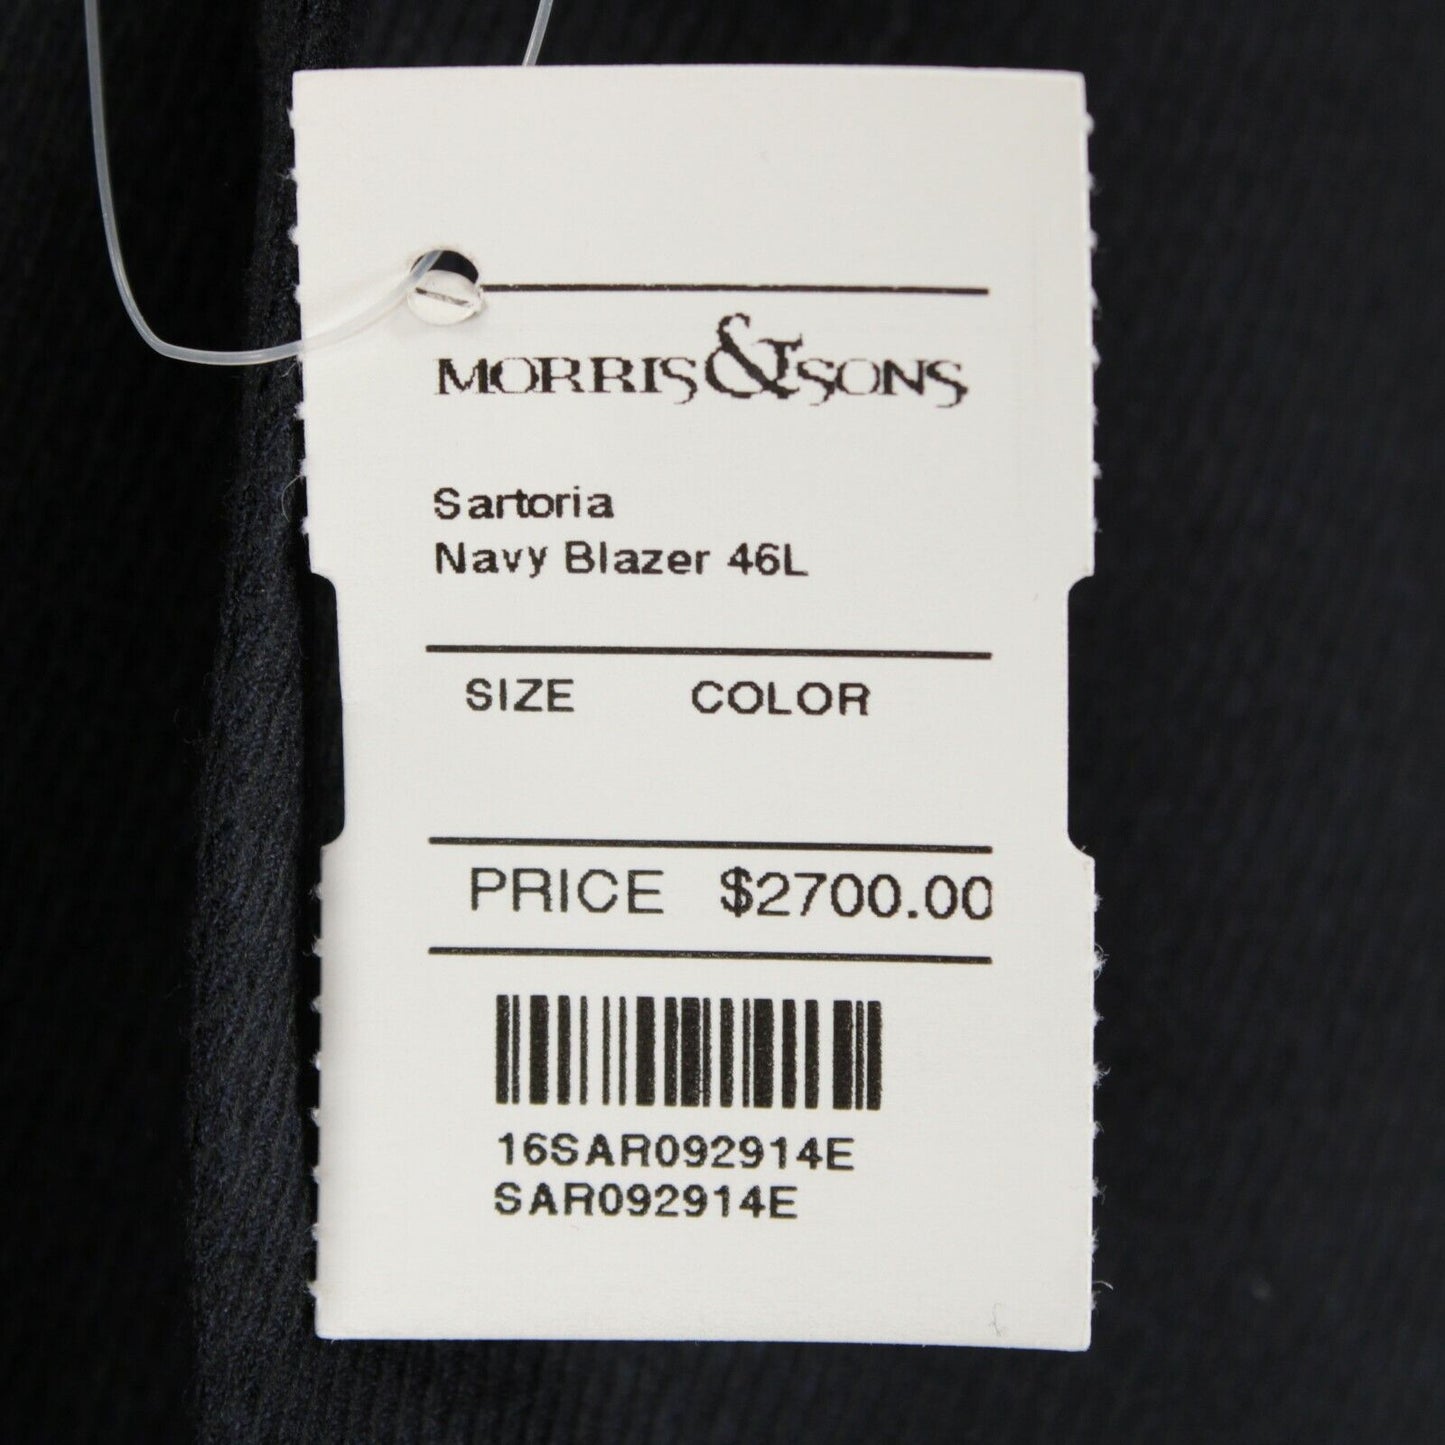 MORRIS&SONS
Sartoria
Navy Blazer 46L
SIZE COLOR
PRICE $2700.00
16SAR092914E
SAR092914E